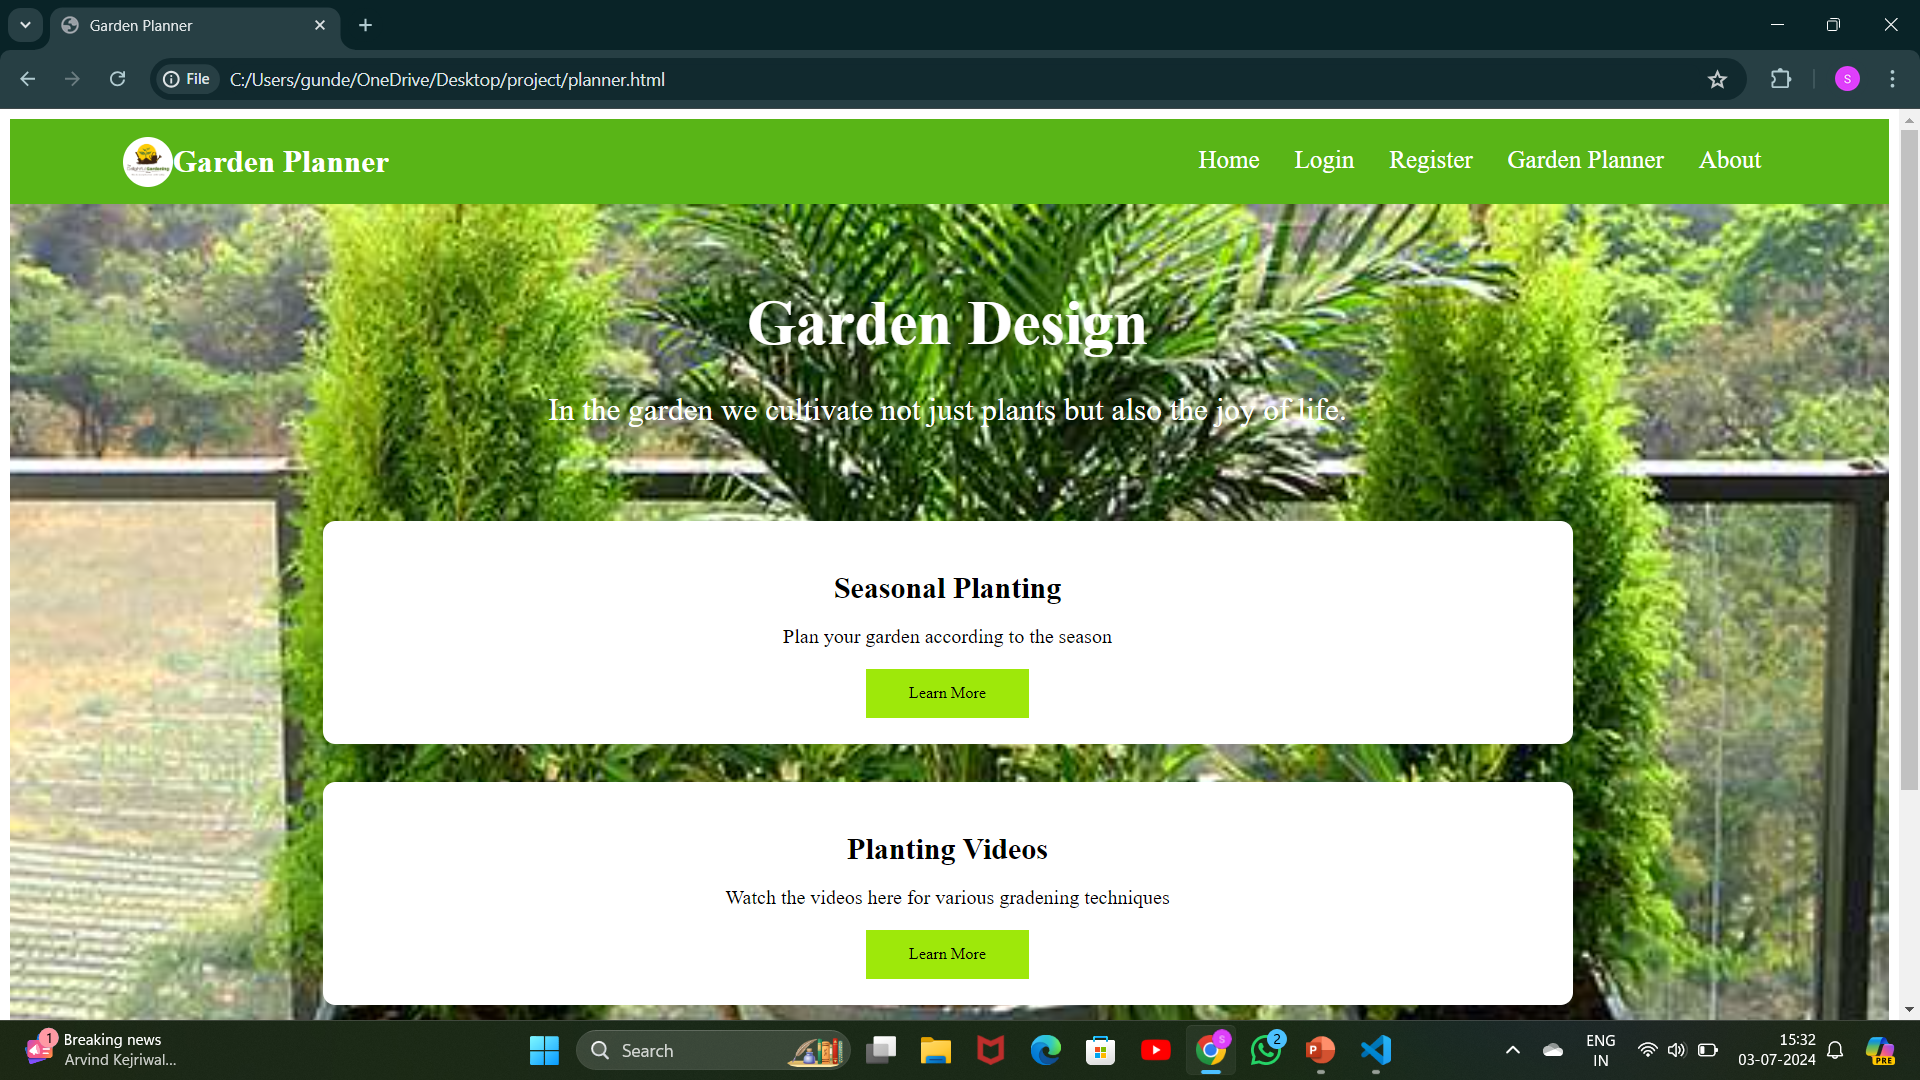 Garden Planner
File
C:/Users/gunde/OneDrive/Desktop/project/planner.html
S
Garden Planner
Home
Login
Register
Garden Planner
About
Garden Design
In the garden we cultivate not just plants but also the joy of life.
Seasonal Planting
Plan your garden according to the season
Learn More
Planting Videos
Watch the videos here for various gradening techniques
Learn More
1
Breaking news
Arvind Kejriwal...
Search
S
2
P
ENG
IN
15:32
03-07-2024
PRE